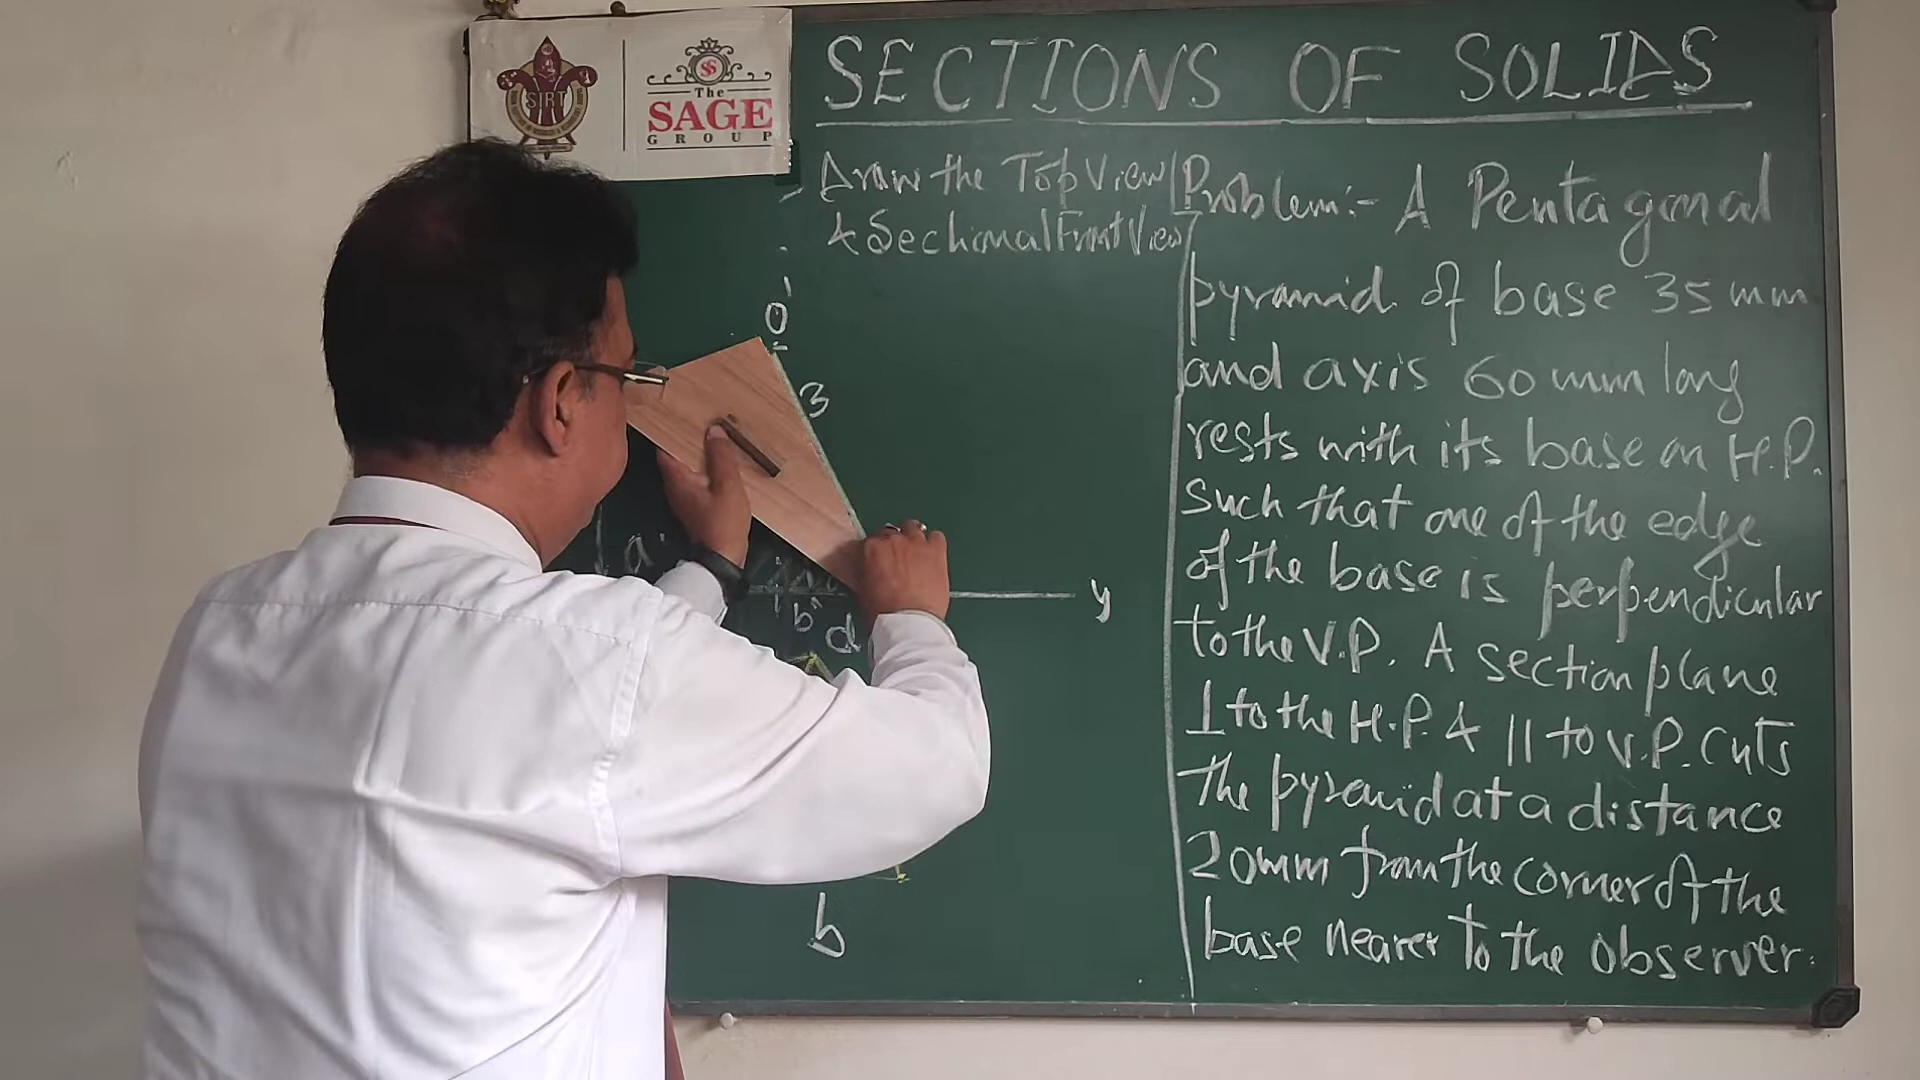 SIRT
The
SAGE
GROUP
SECTIONS OF SOLIDS
Draw the Top View
& Sectional Front View
Problem:- A Pentagonal
pyramid of base 35 mm
and axis 60 mm long
rests with its base on H.P.
such that one of the edge
of the base is perpendicular
to the V.P. A section plane
⊥ to the H.P. & || to V.P. cuts
the pyramid at a distance
20mm from the corner of the
base nearer to the observer.
0'
3
a'
y
b'
d
b